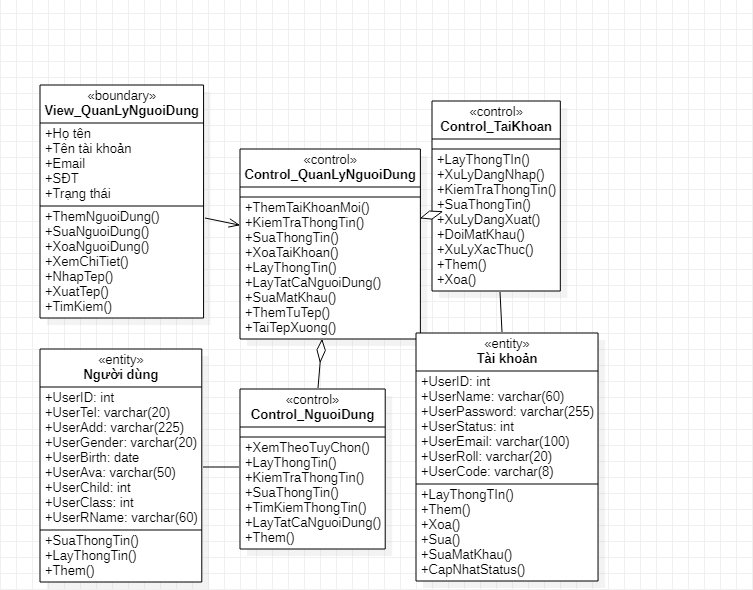 «boundary»
View_QuanLyNguoiDung
+Họ tên
+Tên tài khoản
+Email
+SĐT
+Trạng thái
+ThemNguoiDung()
+SuaNguoiDung()
+XoaNguoiDung()
+XemChiTiet()
+NhapTep()
+XuatTep()
+TimKiem()
«control»
Control_QuanLyNguoiDung
+ThemTaiKhoanMoi()
+KiemTraThongTin()
+SuaThongTin()
+XoaTaiKhoan()
+LayThongTin()
+LayTatCaNguoiDung()
+SuaMatKhau()
+ThemTuTep()
+TaiTepXuong()
«control»
Control_TaiKhoan
+LayThongTIn()
+XuLyDangNhap()
+KiemTraThongTin()
+SuaThongTin()
+XuLyDangXuat()
+DoiMatKhau()
+XuLyXacThuc()
+Them()
+Xoa()
«entity»
Người dùng
+UserID: int
+UserTel: varchar(20)
+UserAdd: varchar(225)
+UserGender: varchar(20)
+UserBirth: date
+UserAva: varchar(50)
+UserChild: int
+UserClass: int
+UserRName: varchar(60)
+SuaThongTin()
+LayThongTin()
+Them()
«control»
Control_NguoiDung
+XemTheoTuyChon()
+LayThongTin()
+KiemTraThongTin()
+SuaThongTin()
+TimKiemThongTin()
+LayTatCaNguoiDung()
+Them()
«entity»
Tài khoản
+UserID: int
+UserName: varchar(60)
+UserPassword: varchar(255)
+UserStatus: int
+UserEmail: varchar(100)
+UserRoll: varchar(20)
+UserCode: varchar(8)
+LayThongTIn()
+Them()
+Xoa()
+Sua()
+SuaMatKhau()
+CapNhatStatus()